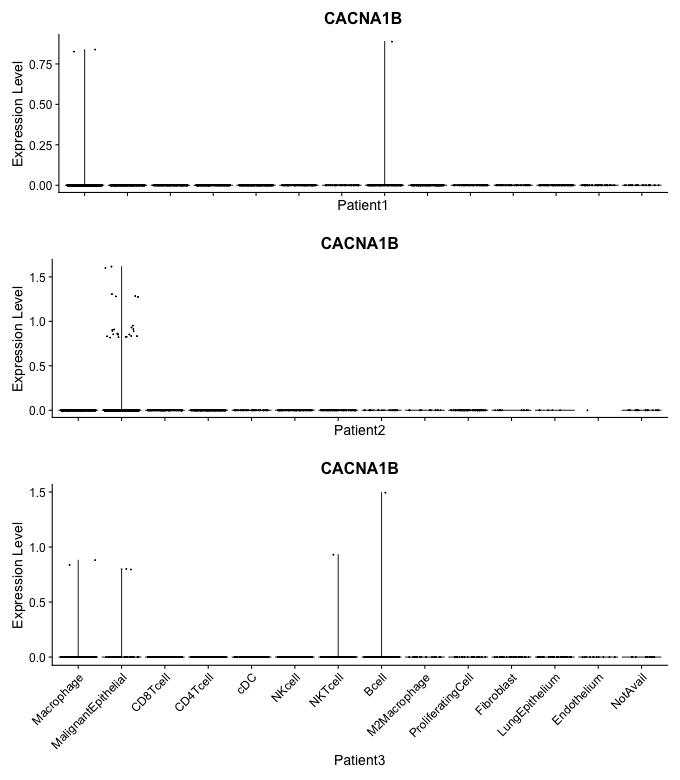 CACNA1B
Expression Level
0.75
0.50
0.25
0.00
Patient1
CACNA1B
Expression Level
1.5
1.0
0.5
0.0
Patient2
CACNA1B
Expression Level
1.5
1.0
0.5
0.0
Macrophage
MalignantEpithelial
CD8Tcell
CD4Tcell
cDC
NKcell
NKTcell
Bcell
M2Macrophage
ProliferatingCell
Fibroblast
LungEpithelium
Endothelium
NotAvail
Patient3